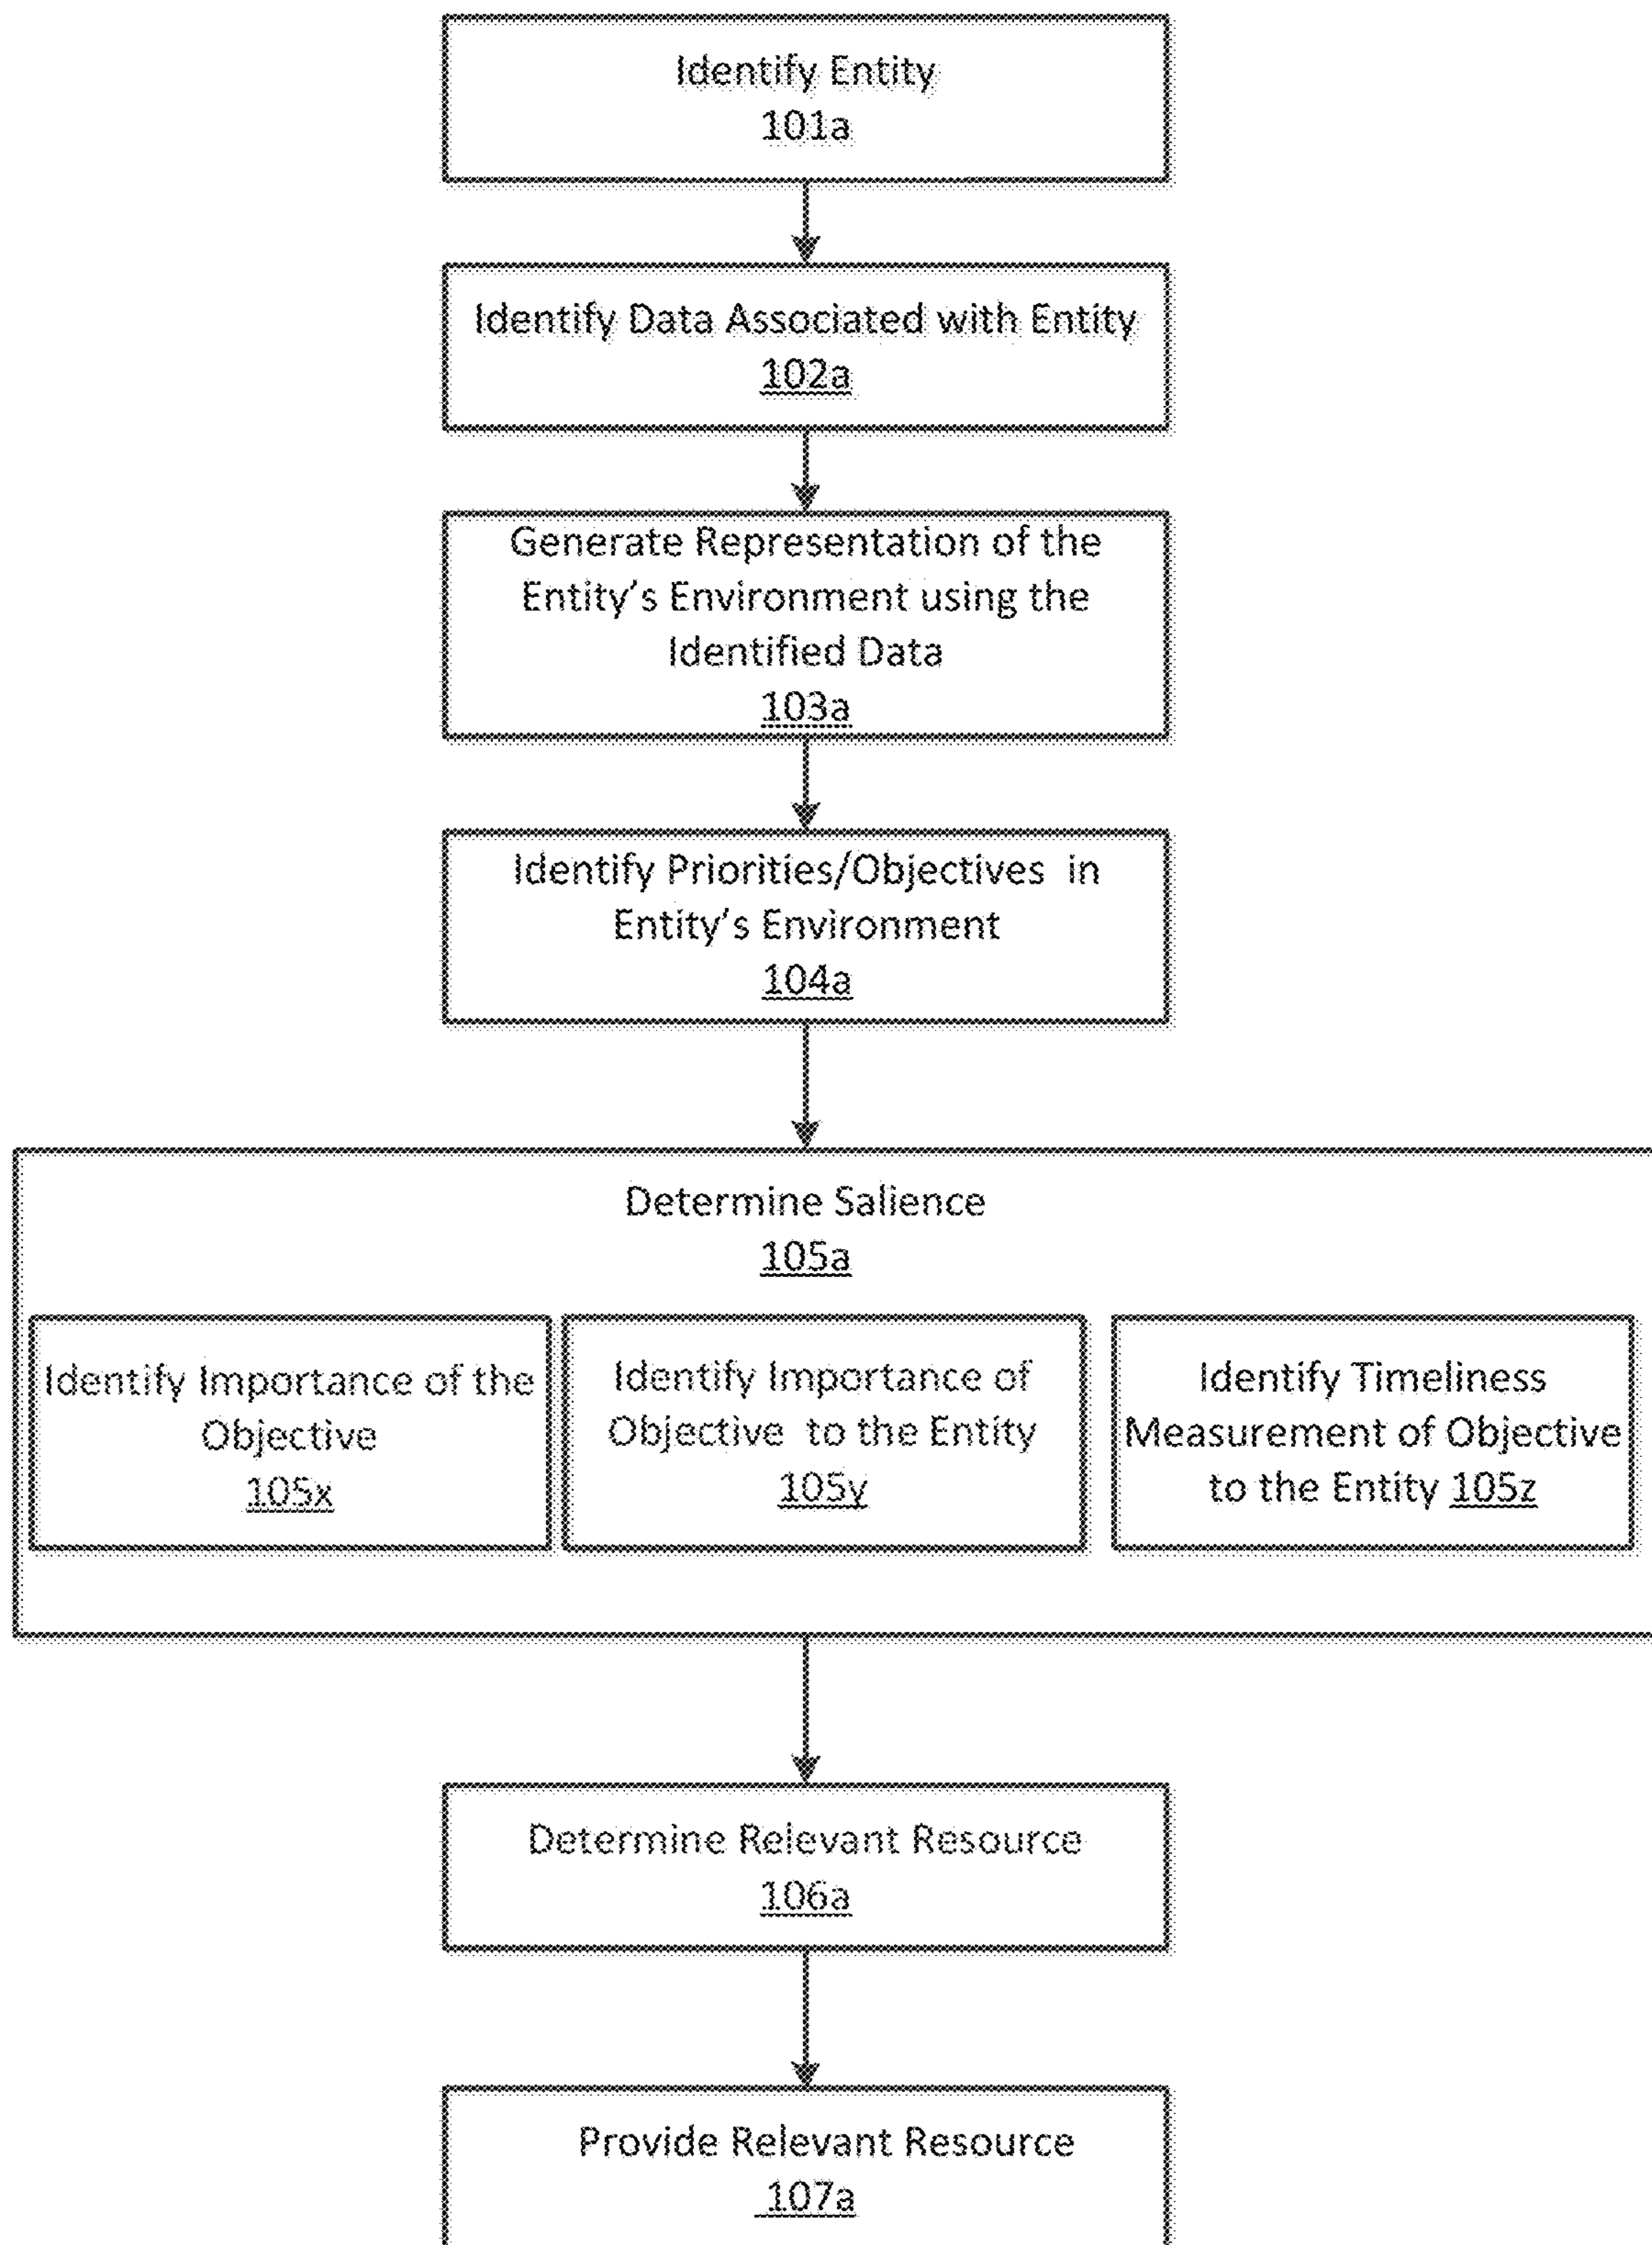 Identify Entity
101a
Identify Data Associated with Entity
102a
Generate Representation of the
Entity’s Environment using the
Identified Data
103a
Identify Priorities/Objectives in
Entity’s Environment
104a
Determine Salience
105a
Identify Importance of the
Objective
105x
Identify Importance of
Objective to the Entity
105y
Identify Timeliness
Measurement of Objective
to the Entity 105z
Determine Relevant Resource
106a
Provide Relevant Resource
107a